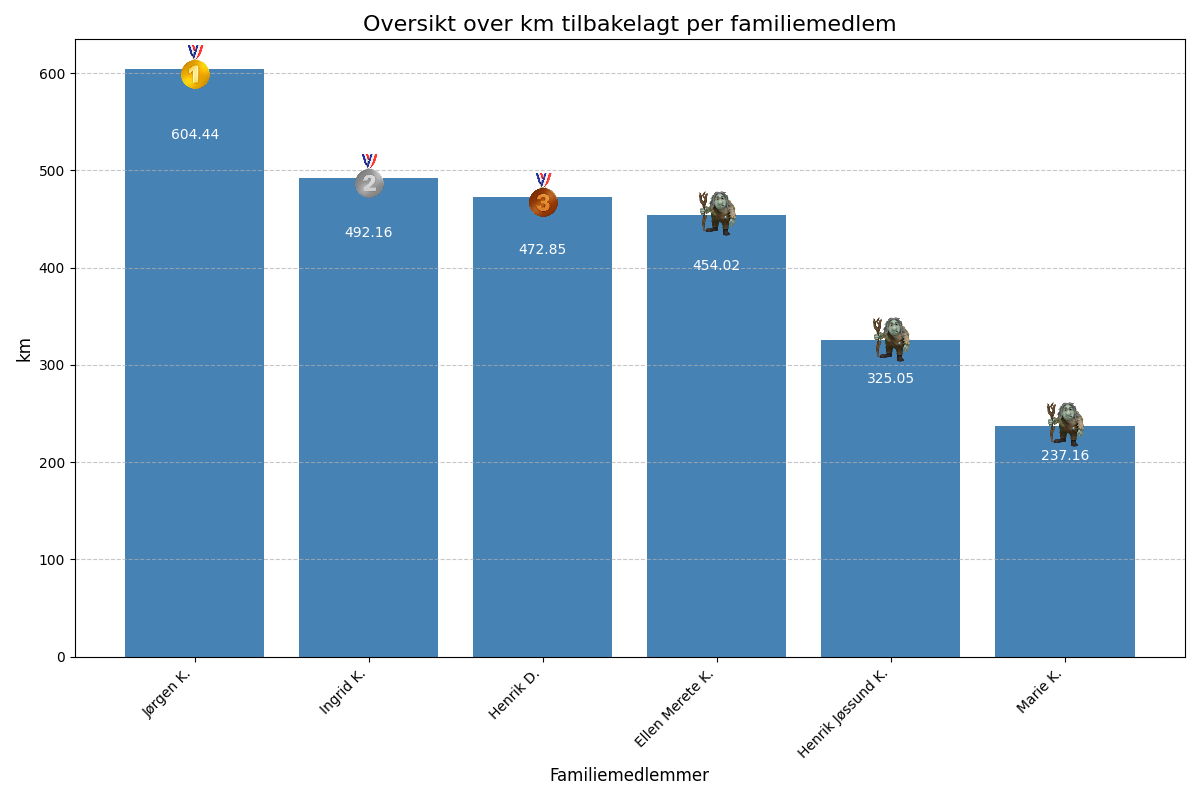 Oversikt over km tilbakelagt per familiemedlem
km
600
500
400
300
200
100
0
1
604.44
2
492.16
3
472.85
454.02
325.05
237.16
Jørgen K.
Ingrid K.
Henrik D.
Ellen Merete K.
Henrik Jøssund K.
Marie K.
Familiemedlemmer